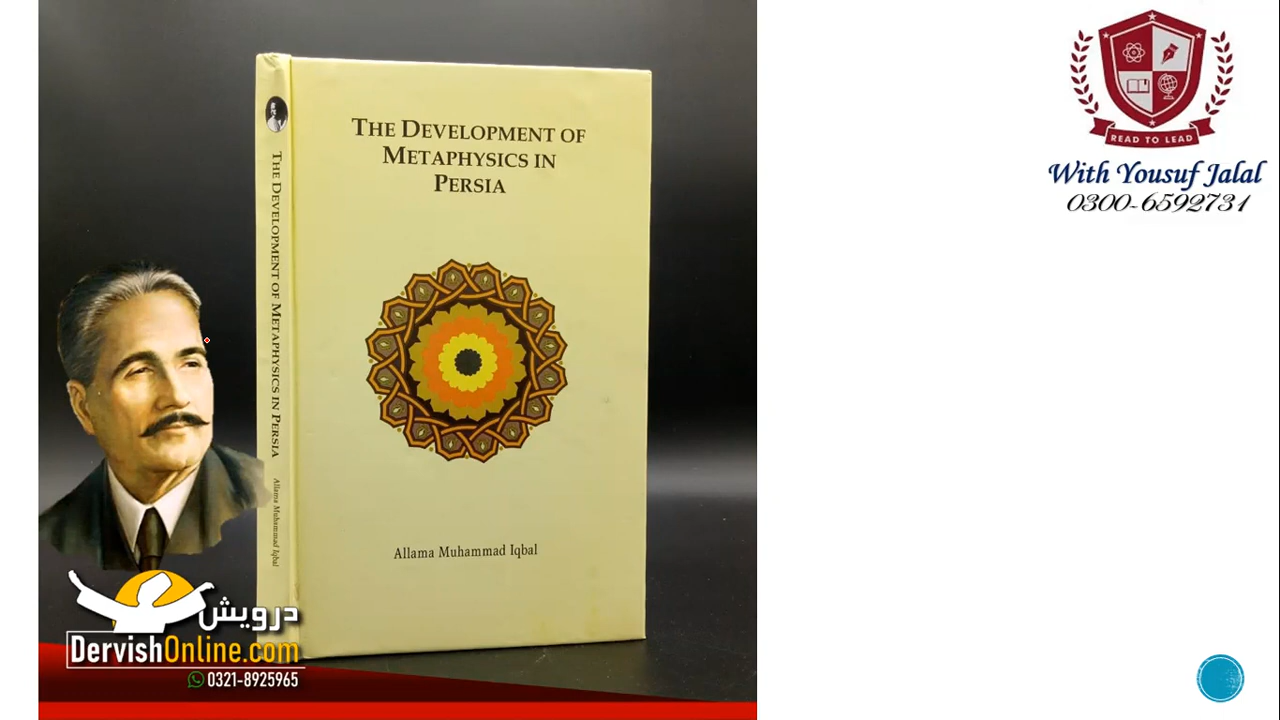 THE DEVELOPMENT OF
METAPHYSICS IN
PERSIA
Allama Muhammad Iqbal
THE DEVELOPMENT OF METAPHYSICS IN PERSIA
Allama Muhammad Iqbal
درویش
DervishOnline.com
0321-8925965
READ TO LEAD
With Yousuf Jalal
0300-6592731